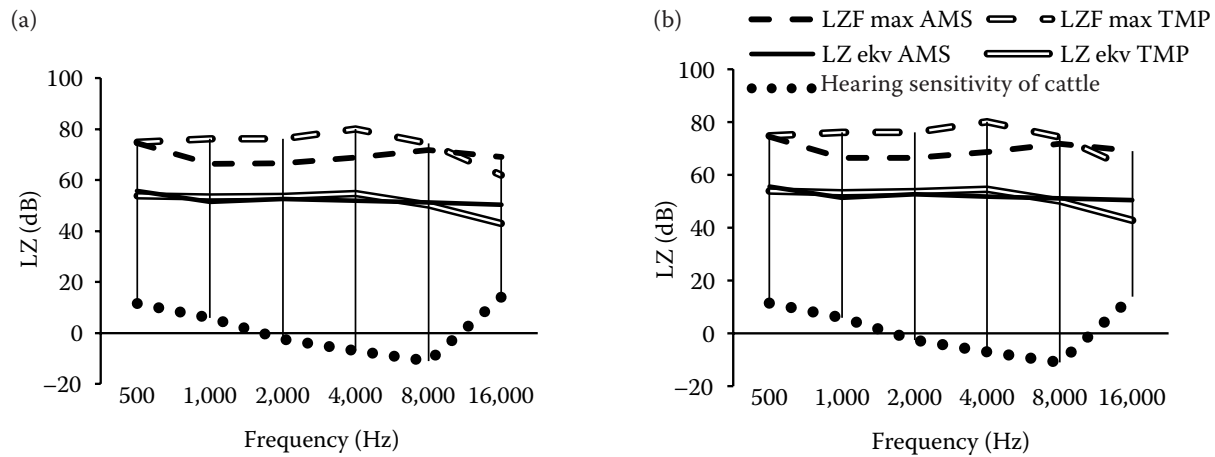 (a)
100
80
60
40
20
0
−20
LZ (dB)
500 1,000 2,000 4,000 8,000 16,000
Frequency (Hz)
(b)
LZF max AMS LZF max TMP
LZ ekv AMS LZ ekv TMP
Hearing sensitivity of cattle
100
80
60
40
20
0
−20
LZ (dB)
500 1,000 2,000 4,000 8,000 16,000
Frequency (Hz)